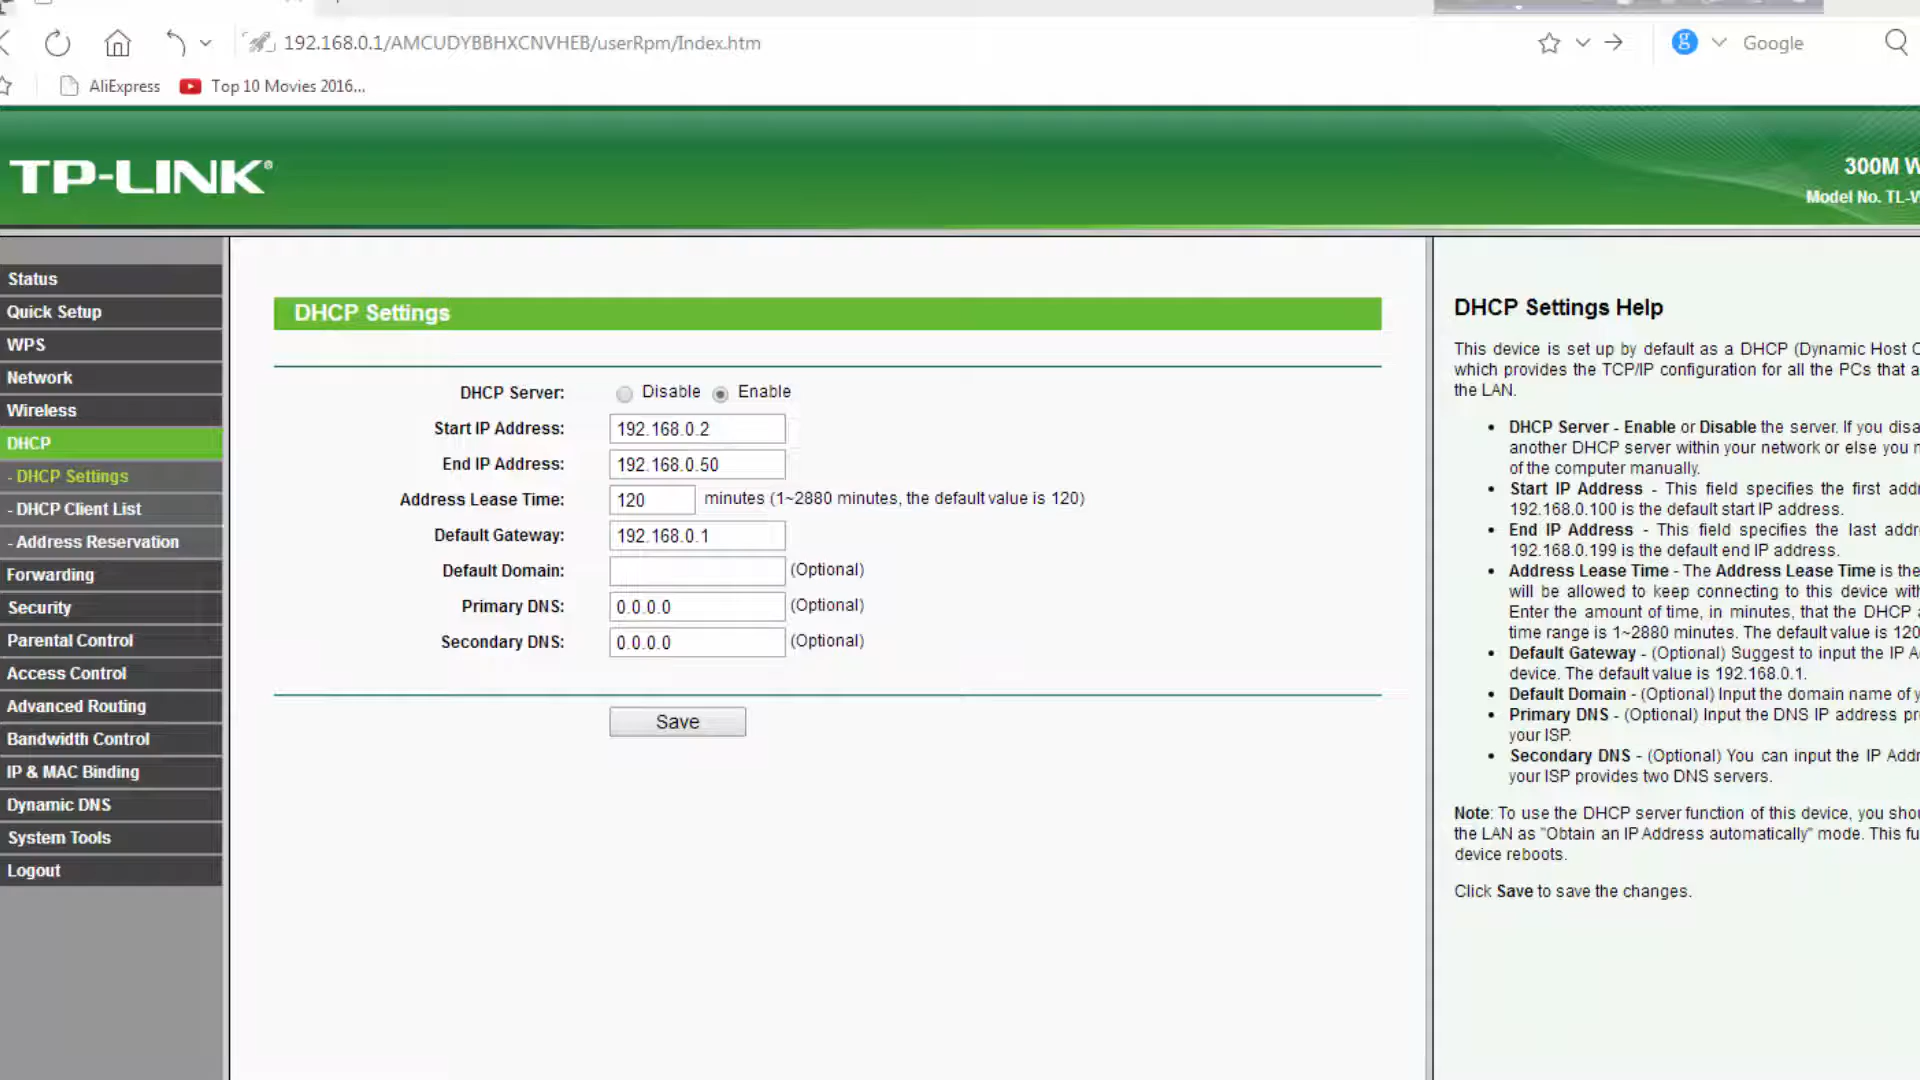 192.168.0.1/AMCUDYBBHXCNVHEB/userRpm/Index.htm
Google
AliExpress
Top 10 Movies 2016...
TP-LINK®
300M
Model No.
Status
Quick Setup
WPS
Network
Wireless
DHCP
- DHCP Settings
- DHCP Client List
- Address Reservation
Forwarding
Security
Parental Control
Access Control
Advanced Routing
Bandwidth Control
IP & MAC Binding
Dynamic DNS
System Tools
Logout
DHCP Settings
DHCP Server: Disable Enable
Start IP Address: 192.168.0.2
End IP Address: 192.168.0.50
Address Lease Time: 120 minutes (1~2880 minutes, the default value is 120)
Default Gateway: 192.168.0.1
Default Domain: (Optional)
Primary DNS: 0.0.0.0 (Optional)
Secondary DNS: 0.0.0.0 (Optional)
Save
DHCP Settings Help
This device is set up by default as a DHCP (Dynamic Host
which provides the TCP/IP configuration for all the PCs that
the LAN.
• DHCP Server - Enable or Disable the server. If you
another DHCP server within your network or else you
of the computer manually.
• Start IP Address - This field specifies the first
192.168.0.100 is the default start IP address.
• End IP Address - This field specifies the last
192.168.0.199 is the default end IP address.
• Address Lease Time - The Address Lease Time is the
will be allowed to keep connecting to this device
Enter the amount of time, in minutes, that the DHCP
time range is 1~2880 minutes. The default value is 120
• Default Gateway - (Optional) Suggest to input the IP
device. The default value is 192.168.0.1.
• Default Domain - (Optional) Input the domain name of
• Primary DNS - (Optional) Input the DNS IP address
your ISP.
• Secondary DNS - (Optional) You can input the IP
your ISP provides two DNS servers.
Note: To use the DHCP server function of this device, you
the LAN as "Obtain an IP Address automatically" mode. This
device reboots.
Click Save to save the changes.